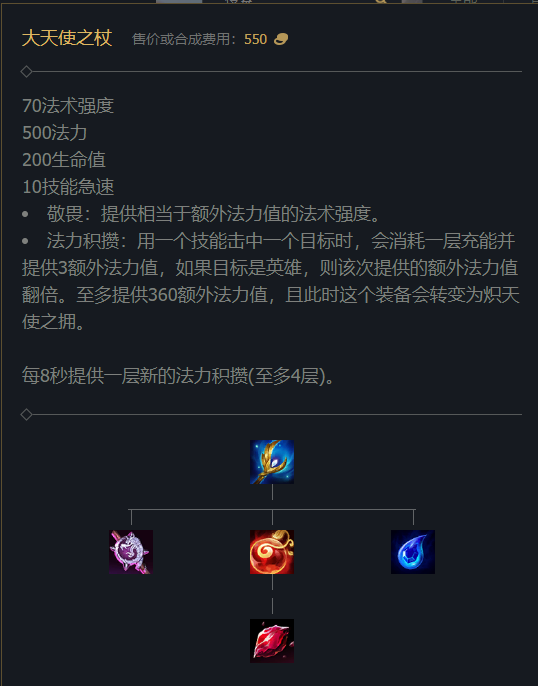 大天使之杖 售价或合成费用：550
70法术强度
500法力
200生命值
10技能急速
• 敬畏：提供相当于额外法力值的法术强度。
• 法力积攒：用一个技能击中一个目标时，会消耗一层充能并
提供3额外法力值，如果目标是英雄，则该次提供的额外法力值
翻倍。至多提供360额外法力值，且此时这个装备会转变为炽天
使之拥。
每8秒提供一层新的法力积攒(至多4层)。